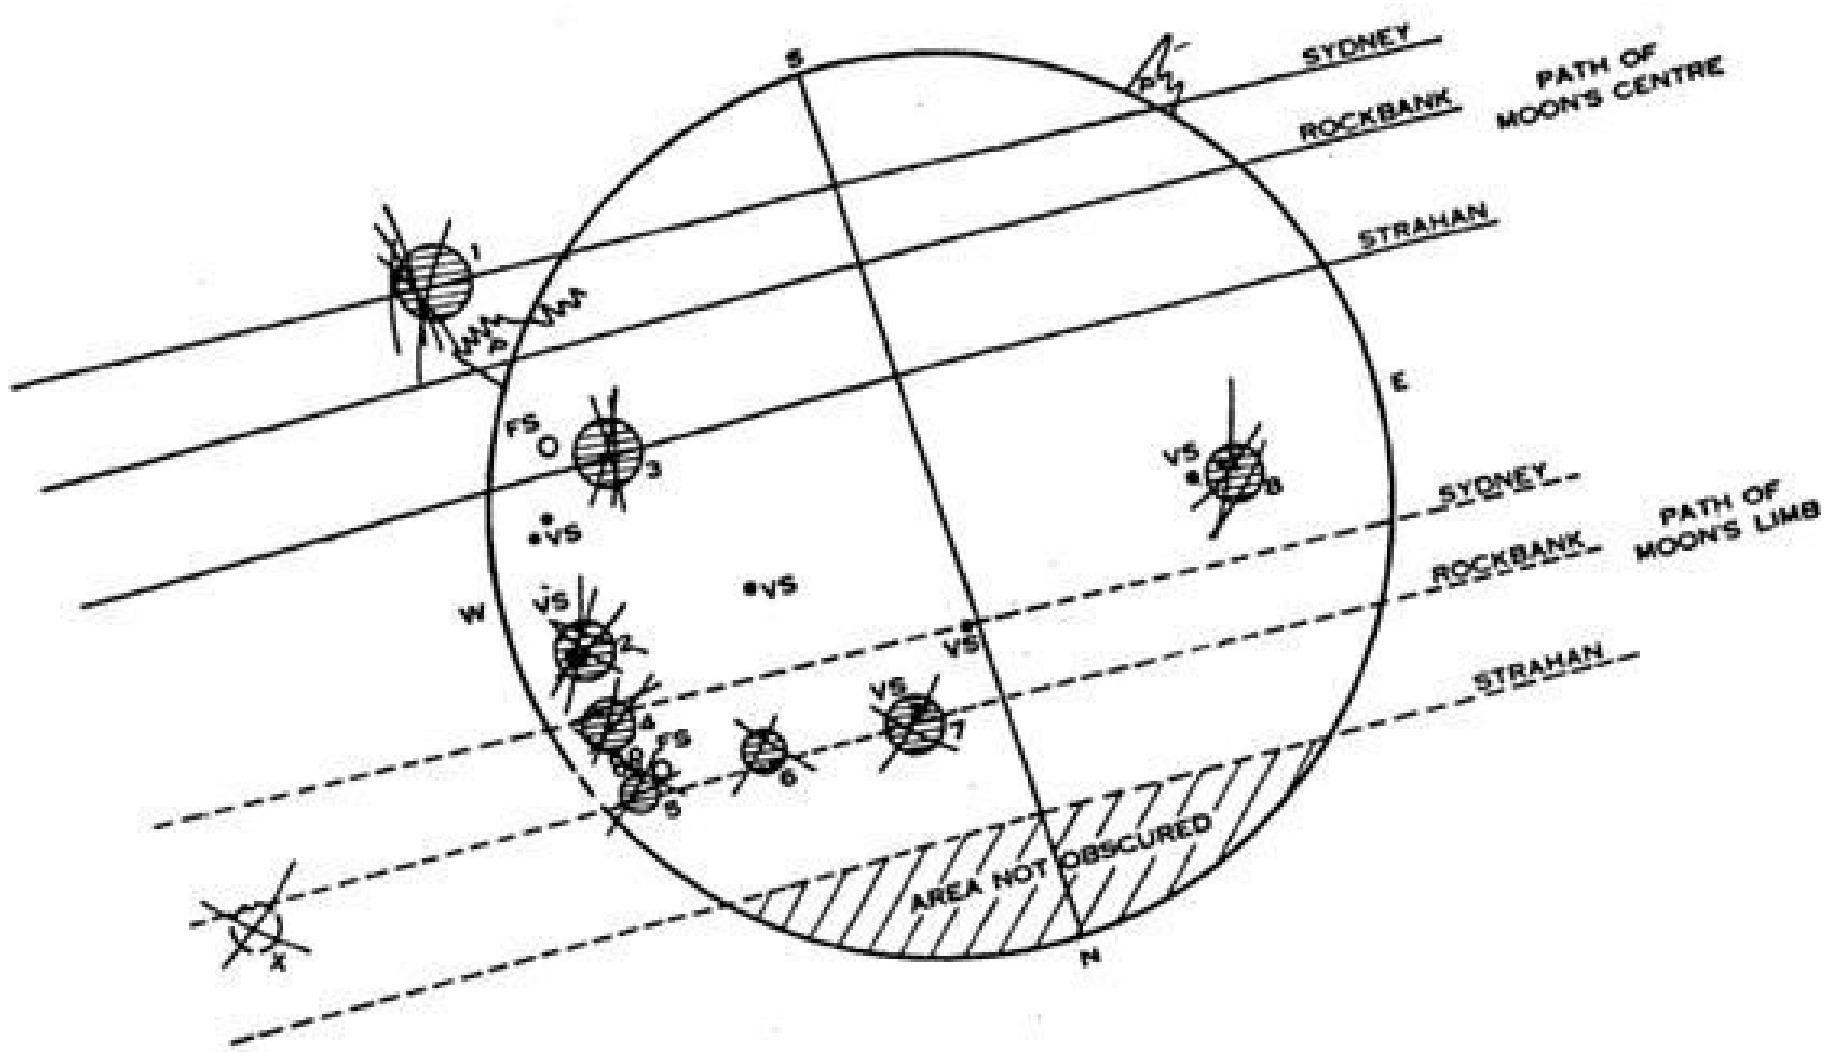 S
SYDNEY
PATH OF
MOON'S CENTRE
ROCKBANK
STRAHAN
1
P
P
E
FS
3
VS
8
SYDNEY
PATH OF
MOON'S LIMB
VS
ROCKBANK
VS
VS
W
2
VS
STRAHAN
VS
4
7
FS
6
5
AREA NOT OBSCURED
N
X